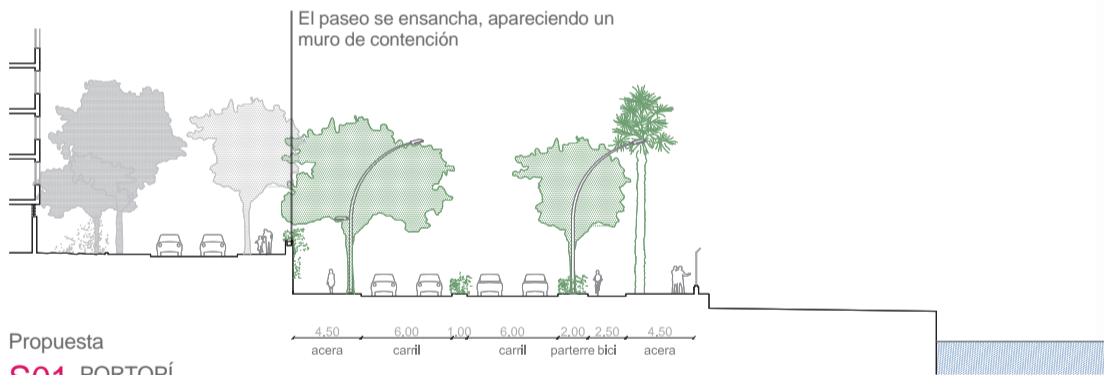 El paseo se ensancha, apareciendo un
muro de contención
4.50 6.00 1.00 6.00 2.00 2.50 4.50
acera carril carril parterre bici acera
Propuesta
S01 PORTOPÍ